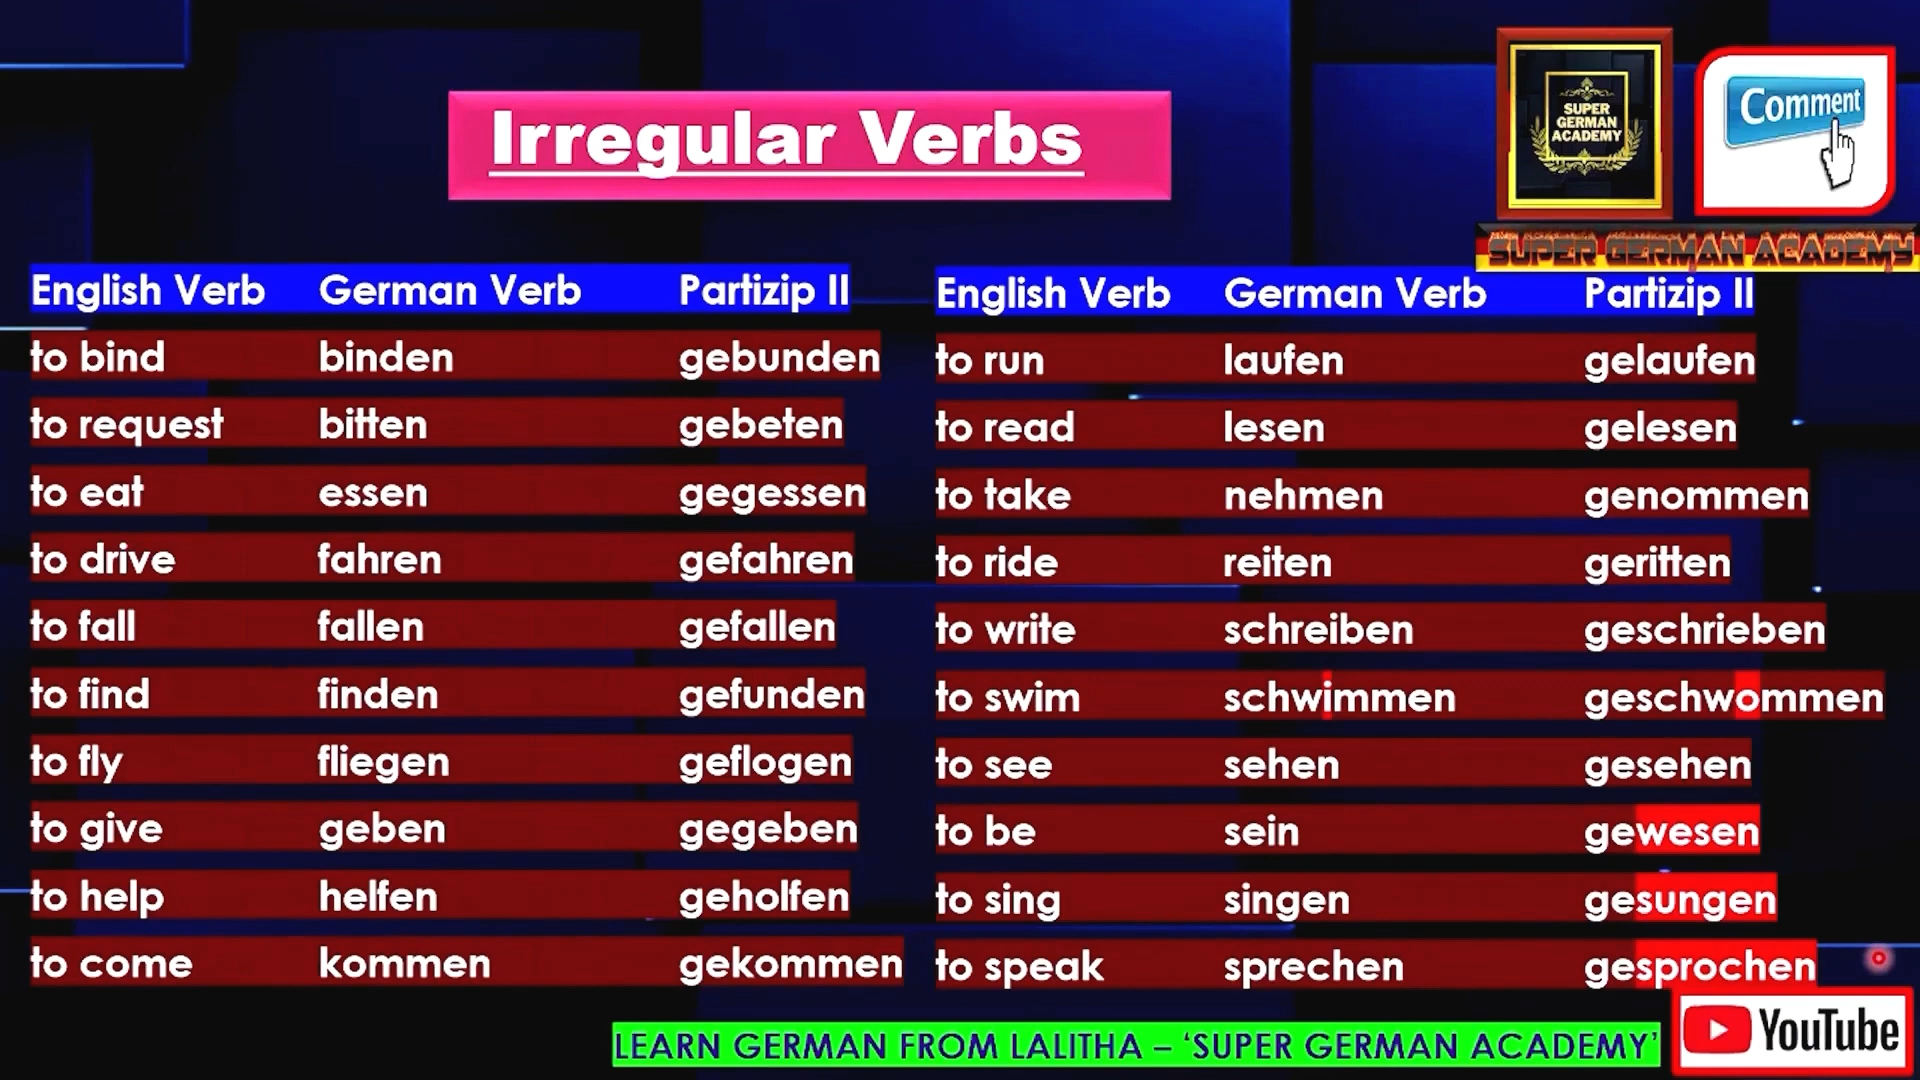 Irregular Verbs
SUPER
GERMAN
ACADEMY
Comment
SUPER GERMAN ACADEMY
English Verb German Verb Partizip II
to bind binden gebunden
to request bitten gebeten
to eat essen gegessen
to drive fahren gefahren
to fall fallen gefallen
to find finden gefunden
to fly fliegen geflogen
to give geben gegeben
to help helfen geholfen
to come kommen gekommen
English Verb German Verb Partizip II
to run laufen gelaufen
to read lesen gelesen
to take nehmen genommen
to ride reiten geritten
to write schreiben geschrieben
to swim schwimmen geschwommen
to see sehen gesehen
to be sein gewesen
to sing singen gesungen
to speak sprechen gesprochen
LEARN GERMAN FROM LALITHA – ‘SUPER GERMAN ACADEMY’
YouTube